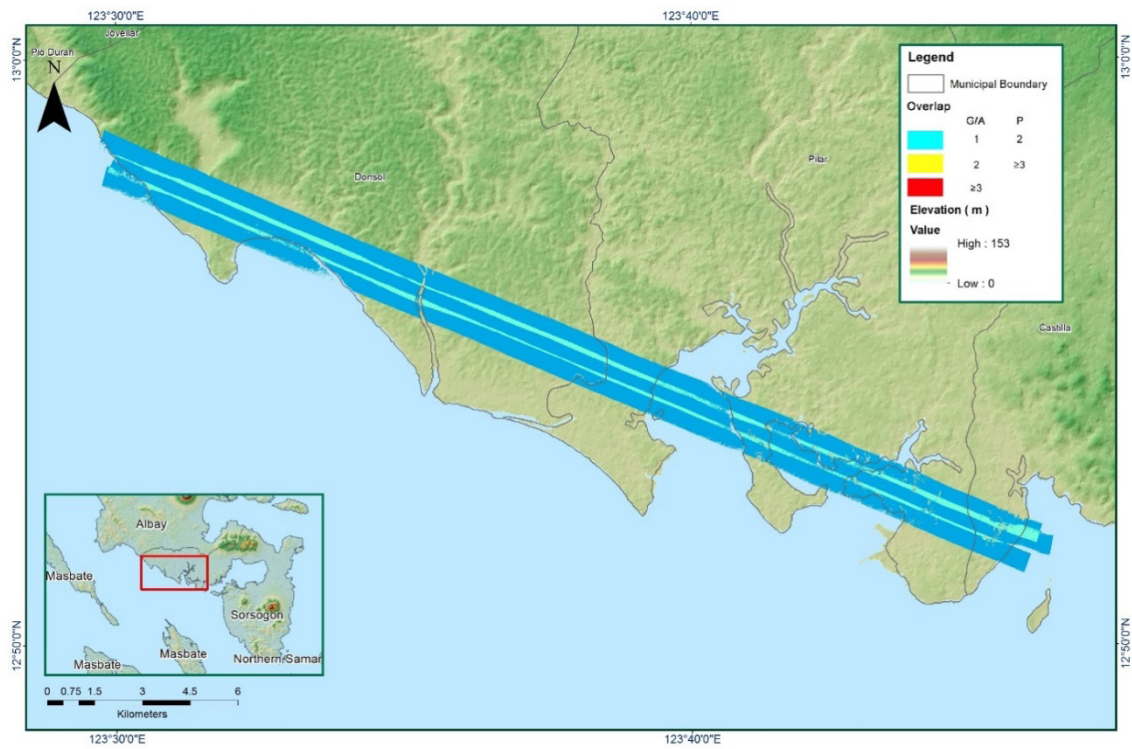 123°30'0"E
123°40'0"E
Jovellar
Pio Durah
N
13°0'0"N
13°0'0"N
Donsol
Pilar
Castilla
Legend
Municipal Boundary
Overlap
G/A P
1 2
2 ≥3
≥3
Elevation ( m )
Value
High : 153
Low : 0
Albay
Masbate
Sorsogon
Masbate
Masbate
Northern Samar
12°50'0"N
12°50'0"N
0 0.75 1.5 3 4.5 6
Kilometers
123°30'0"E
123°40'0"E